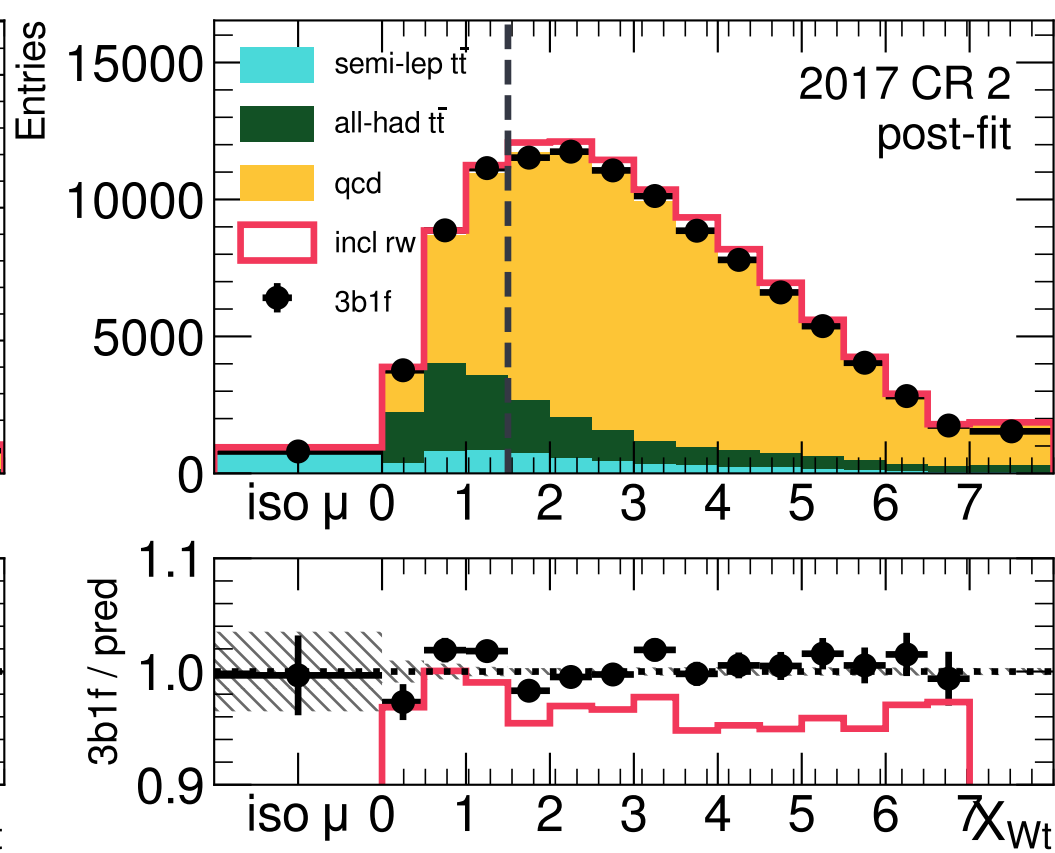 Entries
15000
10000
5000
0
semi-lep tt̄
all-had tt̄
qcd
incl rw
3b1f
2017 CR 2
post-fit
iso μ 0 1 2 3 4 5 6 7
3b1f / pred
1.1
1.0
0.9
iso μ 0 1 2 3 4 5 6 7
X_Wt